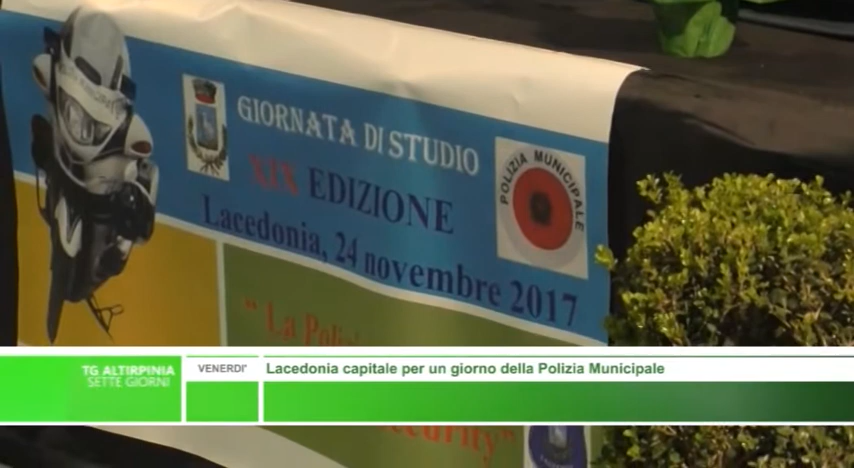 GIORNATA DI STUDIO
XIX EDIZIONE
Lacedonia, 24 novembre 2017
POLIZIA MUNICIPALE
" La
TG ALTIRPINIA
SETTE GIORNI
VENERDI'
Lacedonia capitale per un giorno della Polizia Municipale